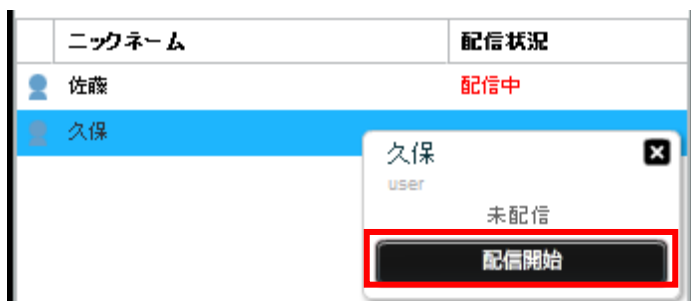 ニックネーム 配信状況
佐藤 配信中
久保
久保
user
未配信
配信開始